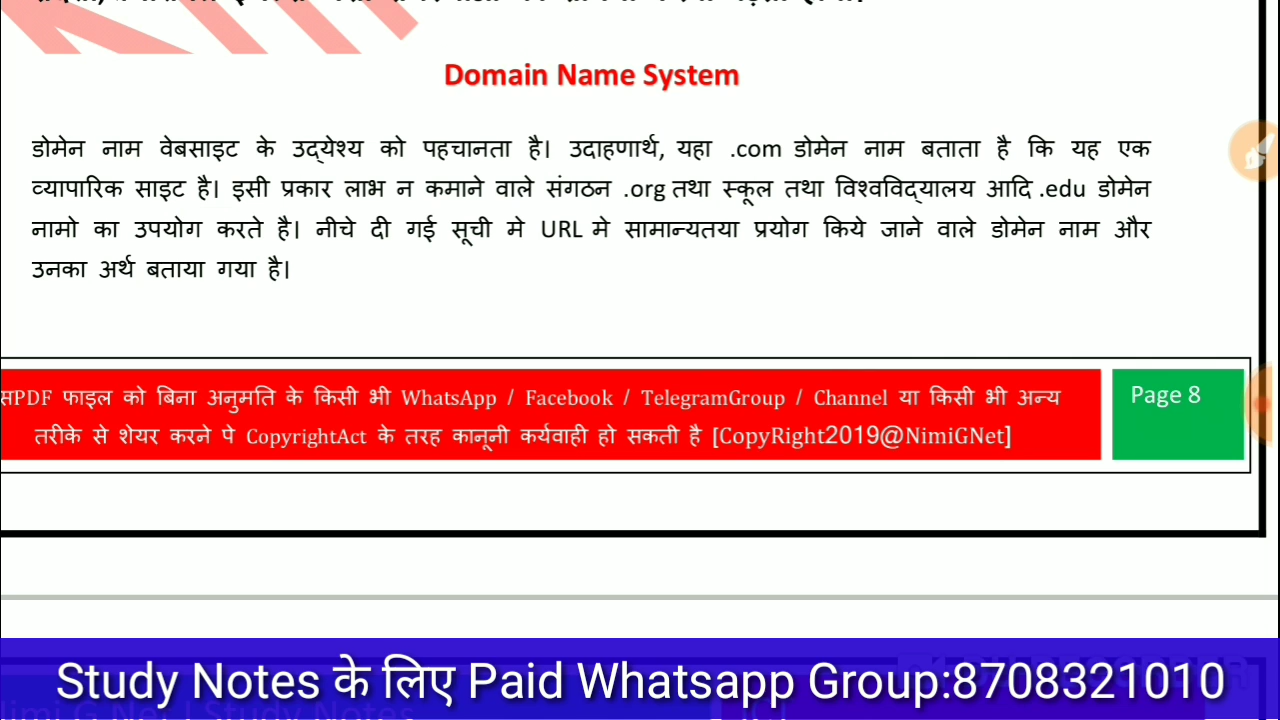 Domain Name System
डोमेन नाम वेबसाइट के उद्येश्य को पहचानता है। उदाहणार्थ, यहा .com डोमेन नाम बताता है कि यह एक
व्यापारिक साइट है। इसी प्रकार लाभ न कमाने वाले संगठन .org तथा स्कूल तथा विश्वविद्यालय आदि .edu डोमेन
नामो का उपयोग करते है। नीचे दी गई सूची मे URL मे सामान्यतया प्रयोग किये जाने वाले डोमेन नाम और
उनका अर्थ बताया गया है।
सPDF फाइल को बिना अनुमति के किसी भी WhatsApp / Facebook / TelegramGroup / Channel या किसी भी अन्य
तरीके से शेयर करने पे CopyrightAct के तरह कानूनी कर्यवाही हो सकती है [CopyRight2019@NimiGNet]
Page 8
Study Notes के लिए Paid Whatsapp Group:8708321010